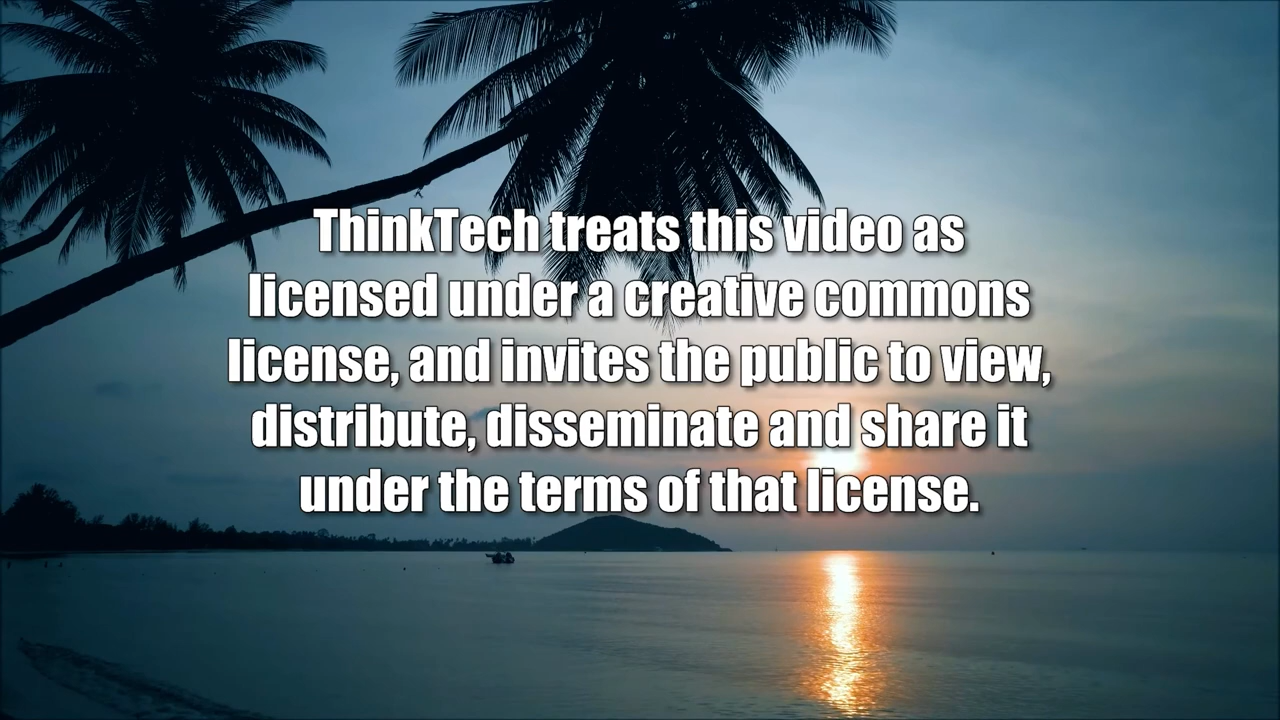 ThinkTech treats this video as
licensed under a creative commons
license, and invites the public to view,
distribute, disseminate and share it
under the terms of that license.